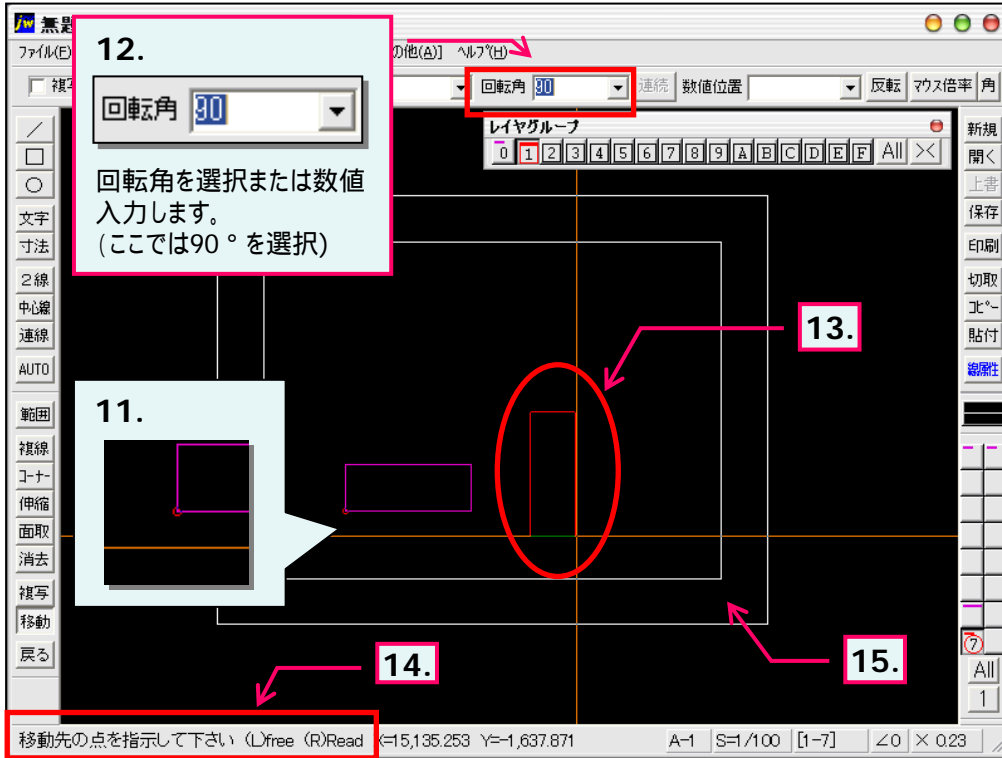 無題
ファイル(E)
の他(A)] ヘルプ(H)
12.
回転角 90
回転角を選択または数値
入力します。
(ここでは90 ° を選択)
回転角 90 連続 数値位置 反転 マウス倍率 角
レイヤグループ
0 1 2 3 4 5 6 7 8 9 A B C D E F All ><
文字
寸法
2線
中心線
連線
AUTO
範囲
複線
コーナー
伸縮
面取
消去
複写
移動
戻る
13.
11.
14.
15.
新規
開く
上書
保存
印刷
切取
コピー
貼付
線属性
7
All
1
移動先の点を指示して下さい (L)free (R)Read X=15,135.253 Y=-1,637.871 A-1 S=1/100 [1-7] ∠0 × 0.23